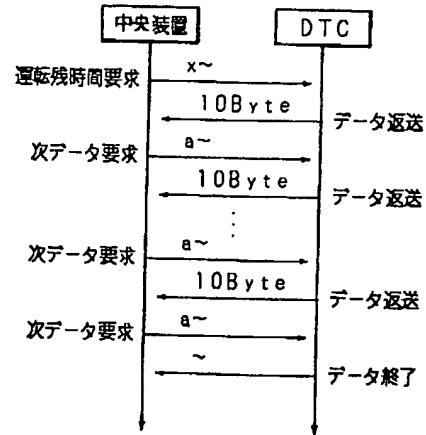 中央装置
DTC
運転残時間要求
x~
10Byte
データ返送
次データ要求
a~
10Byte
データ返送
次データ要求
a~
10Byte
データ返送
次データ要求
a~
~
データ終了